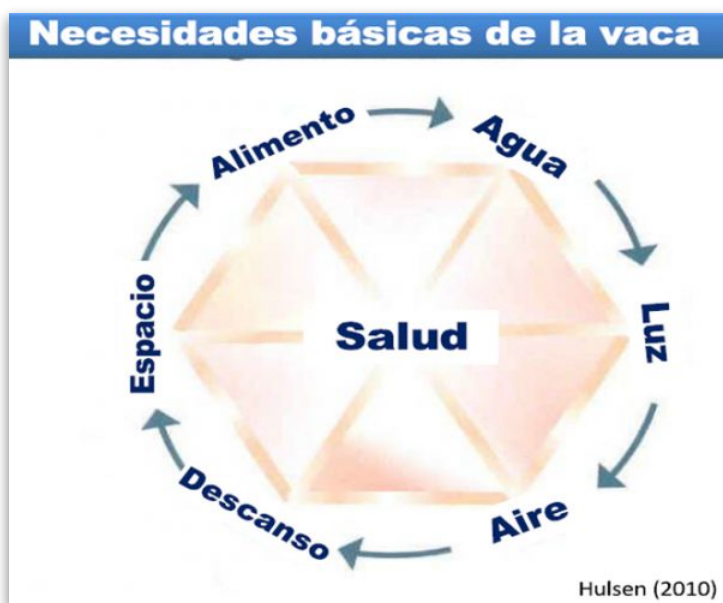 Necesidades básicas de la vaca
Alimento
Agua
Luz
Aire
Descanso
Espacio
Salud
Hulsen (2010)